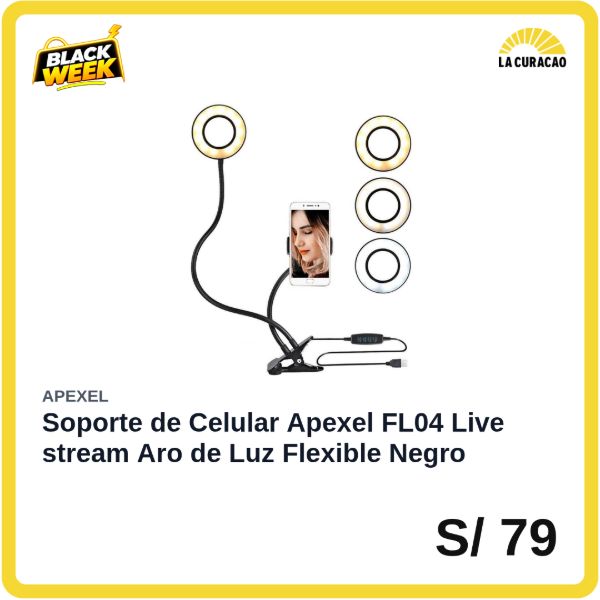 BLACK
WEEK
LA CURACAO
APEXEL
Soporte de Celular Apexel FL04 Live
stream Aro de Luz Flexible Negro
S/ 79